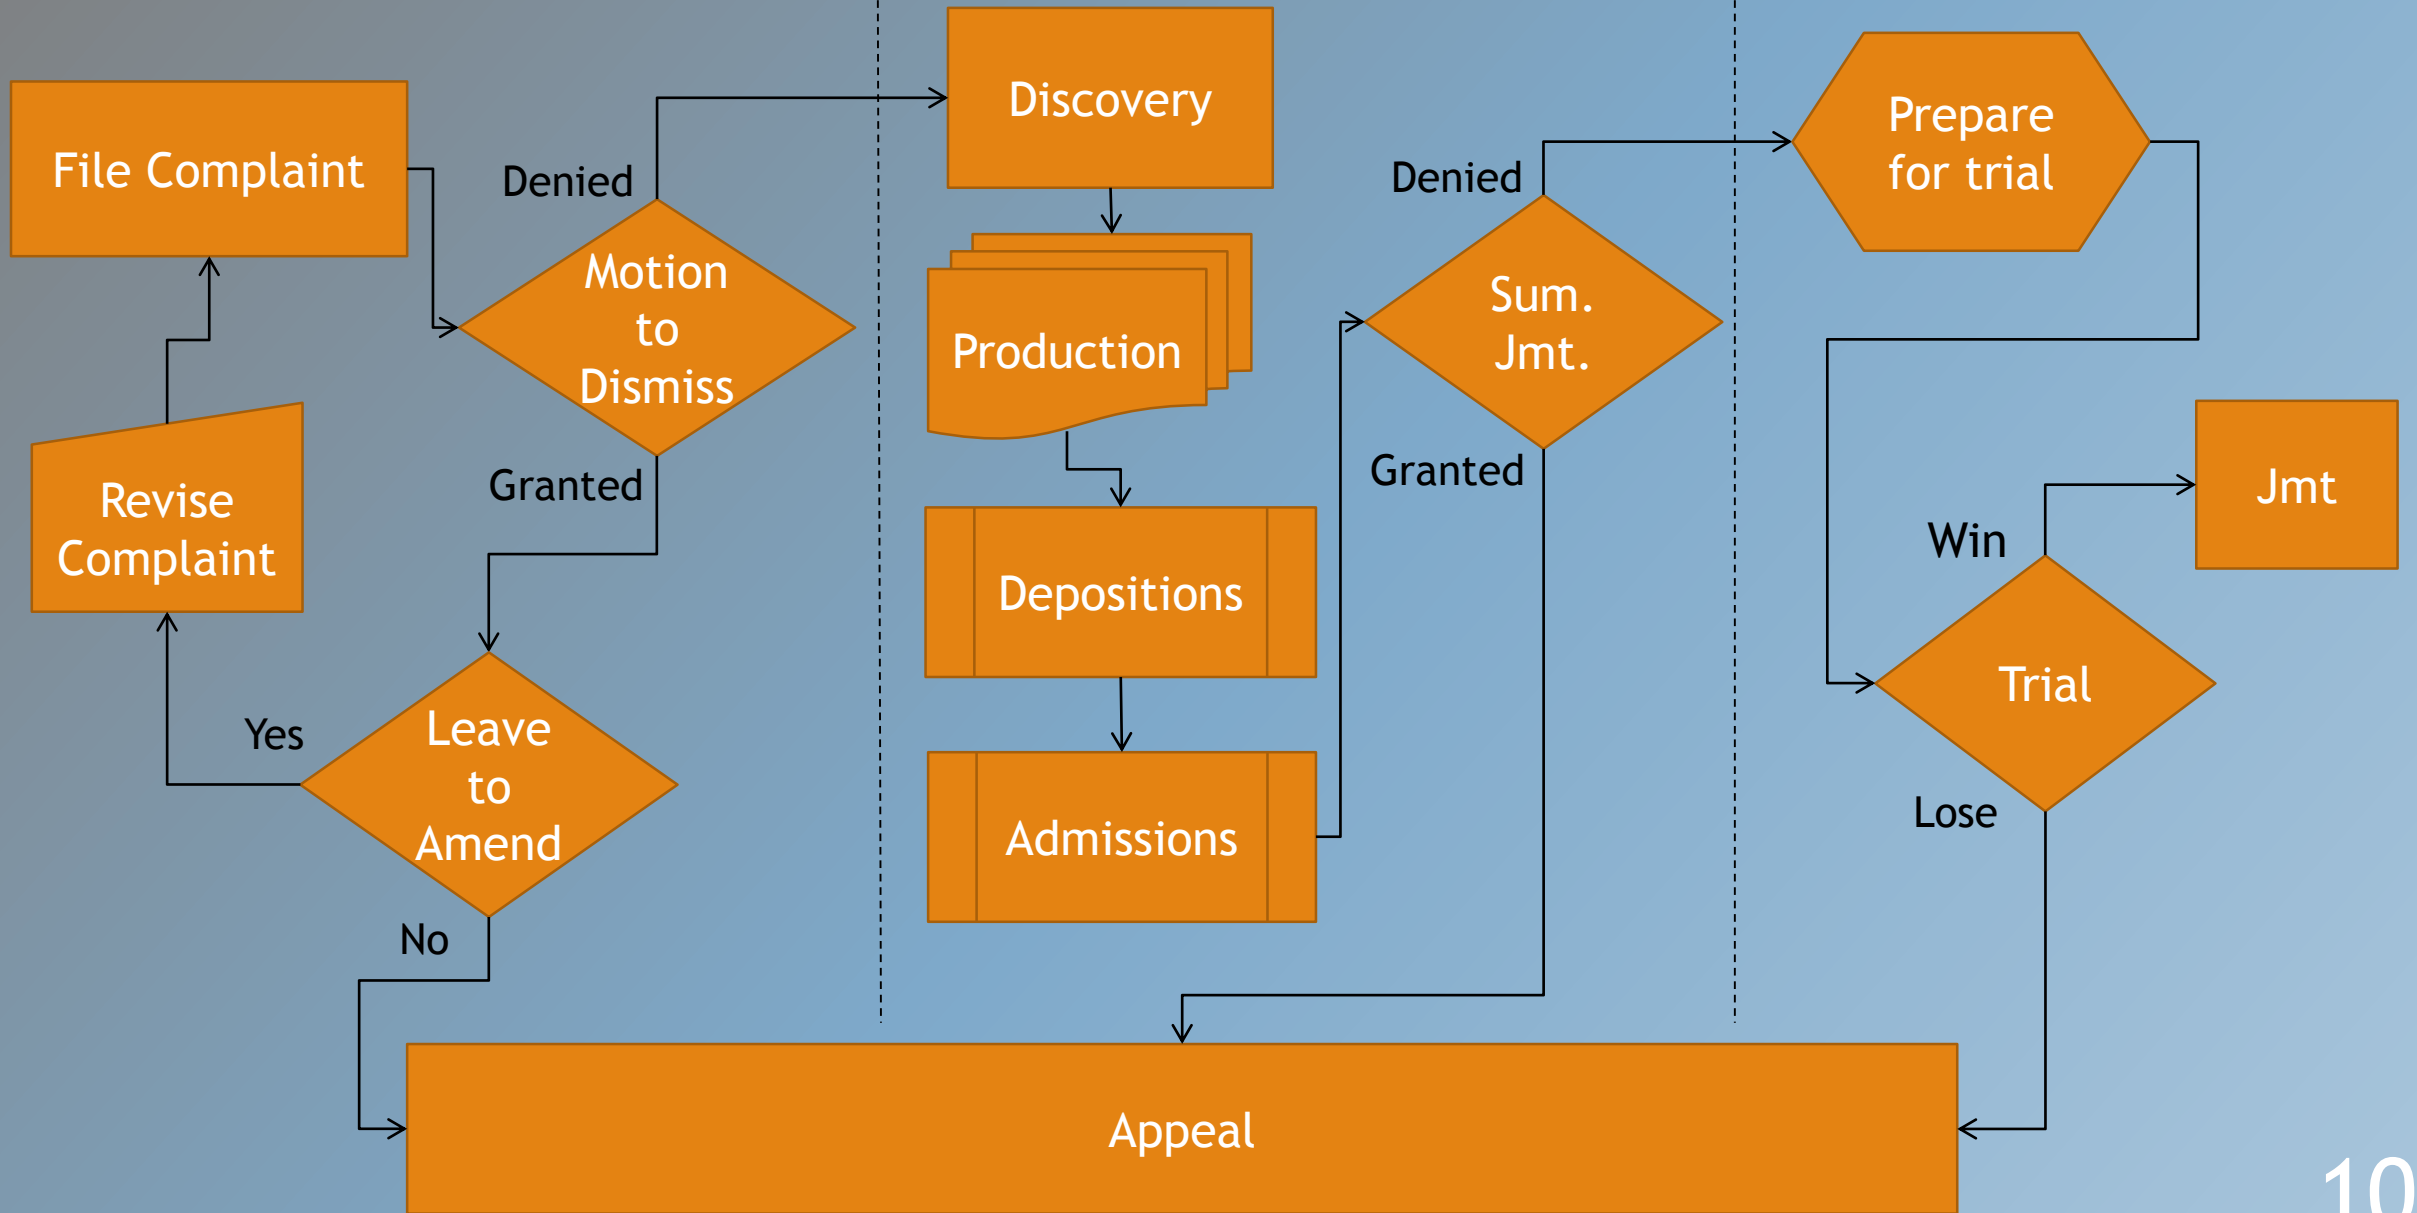 File Complaint
Denied
Motion
to
Dismiss
Granted
Revise
Complaint
Yes
Leave
to
Amend
No
Discovery
Production
Depositions
Admissions
Denied
Sum.
Jmt.
Granted
Prepare
for trial
Jmt
Win
Trial
Lose
Appeal
10